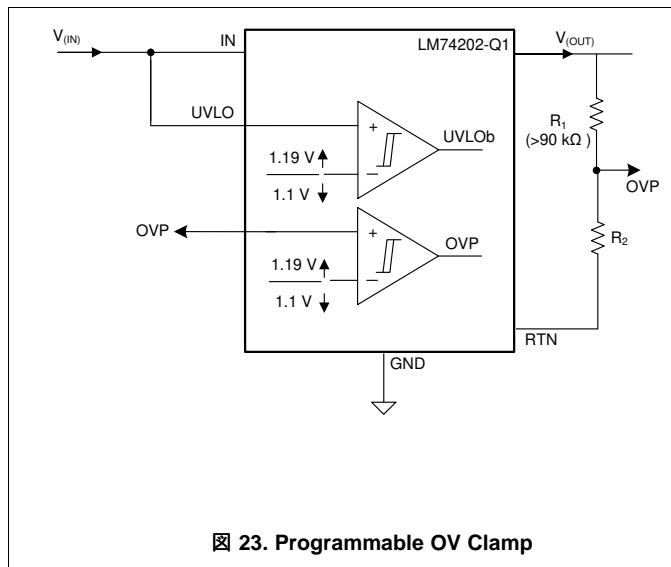 V(IN)
IN
LM74202-Q1
V(OUT)
UVLO
R1
(>90 kΩ )
+
UVLOb
1.19 V
–
1.1 V
OVP
OVP
+
OVP
R2
1.19 V
–
1.1 V
RTN
GND
図 23. Programmable OV Clamp